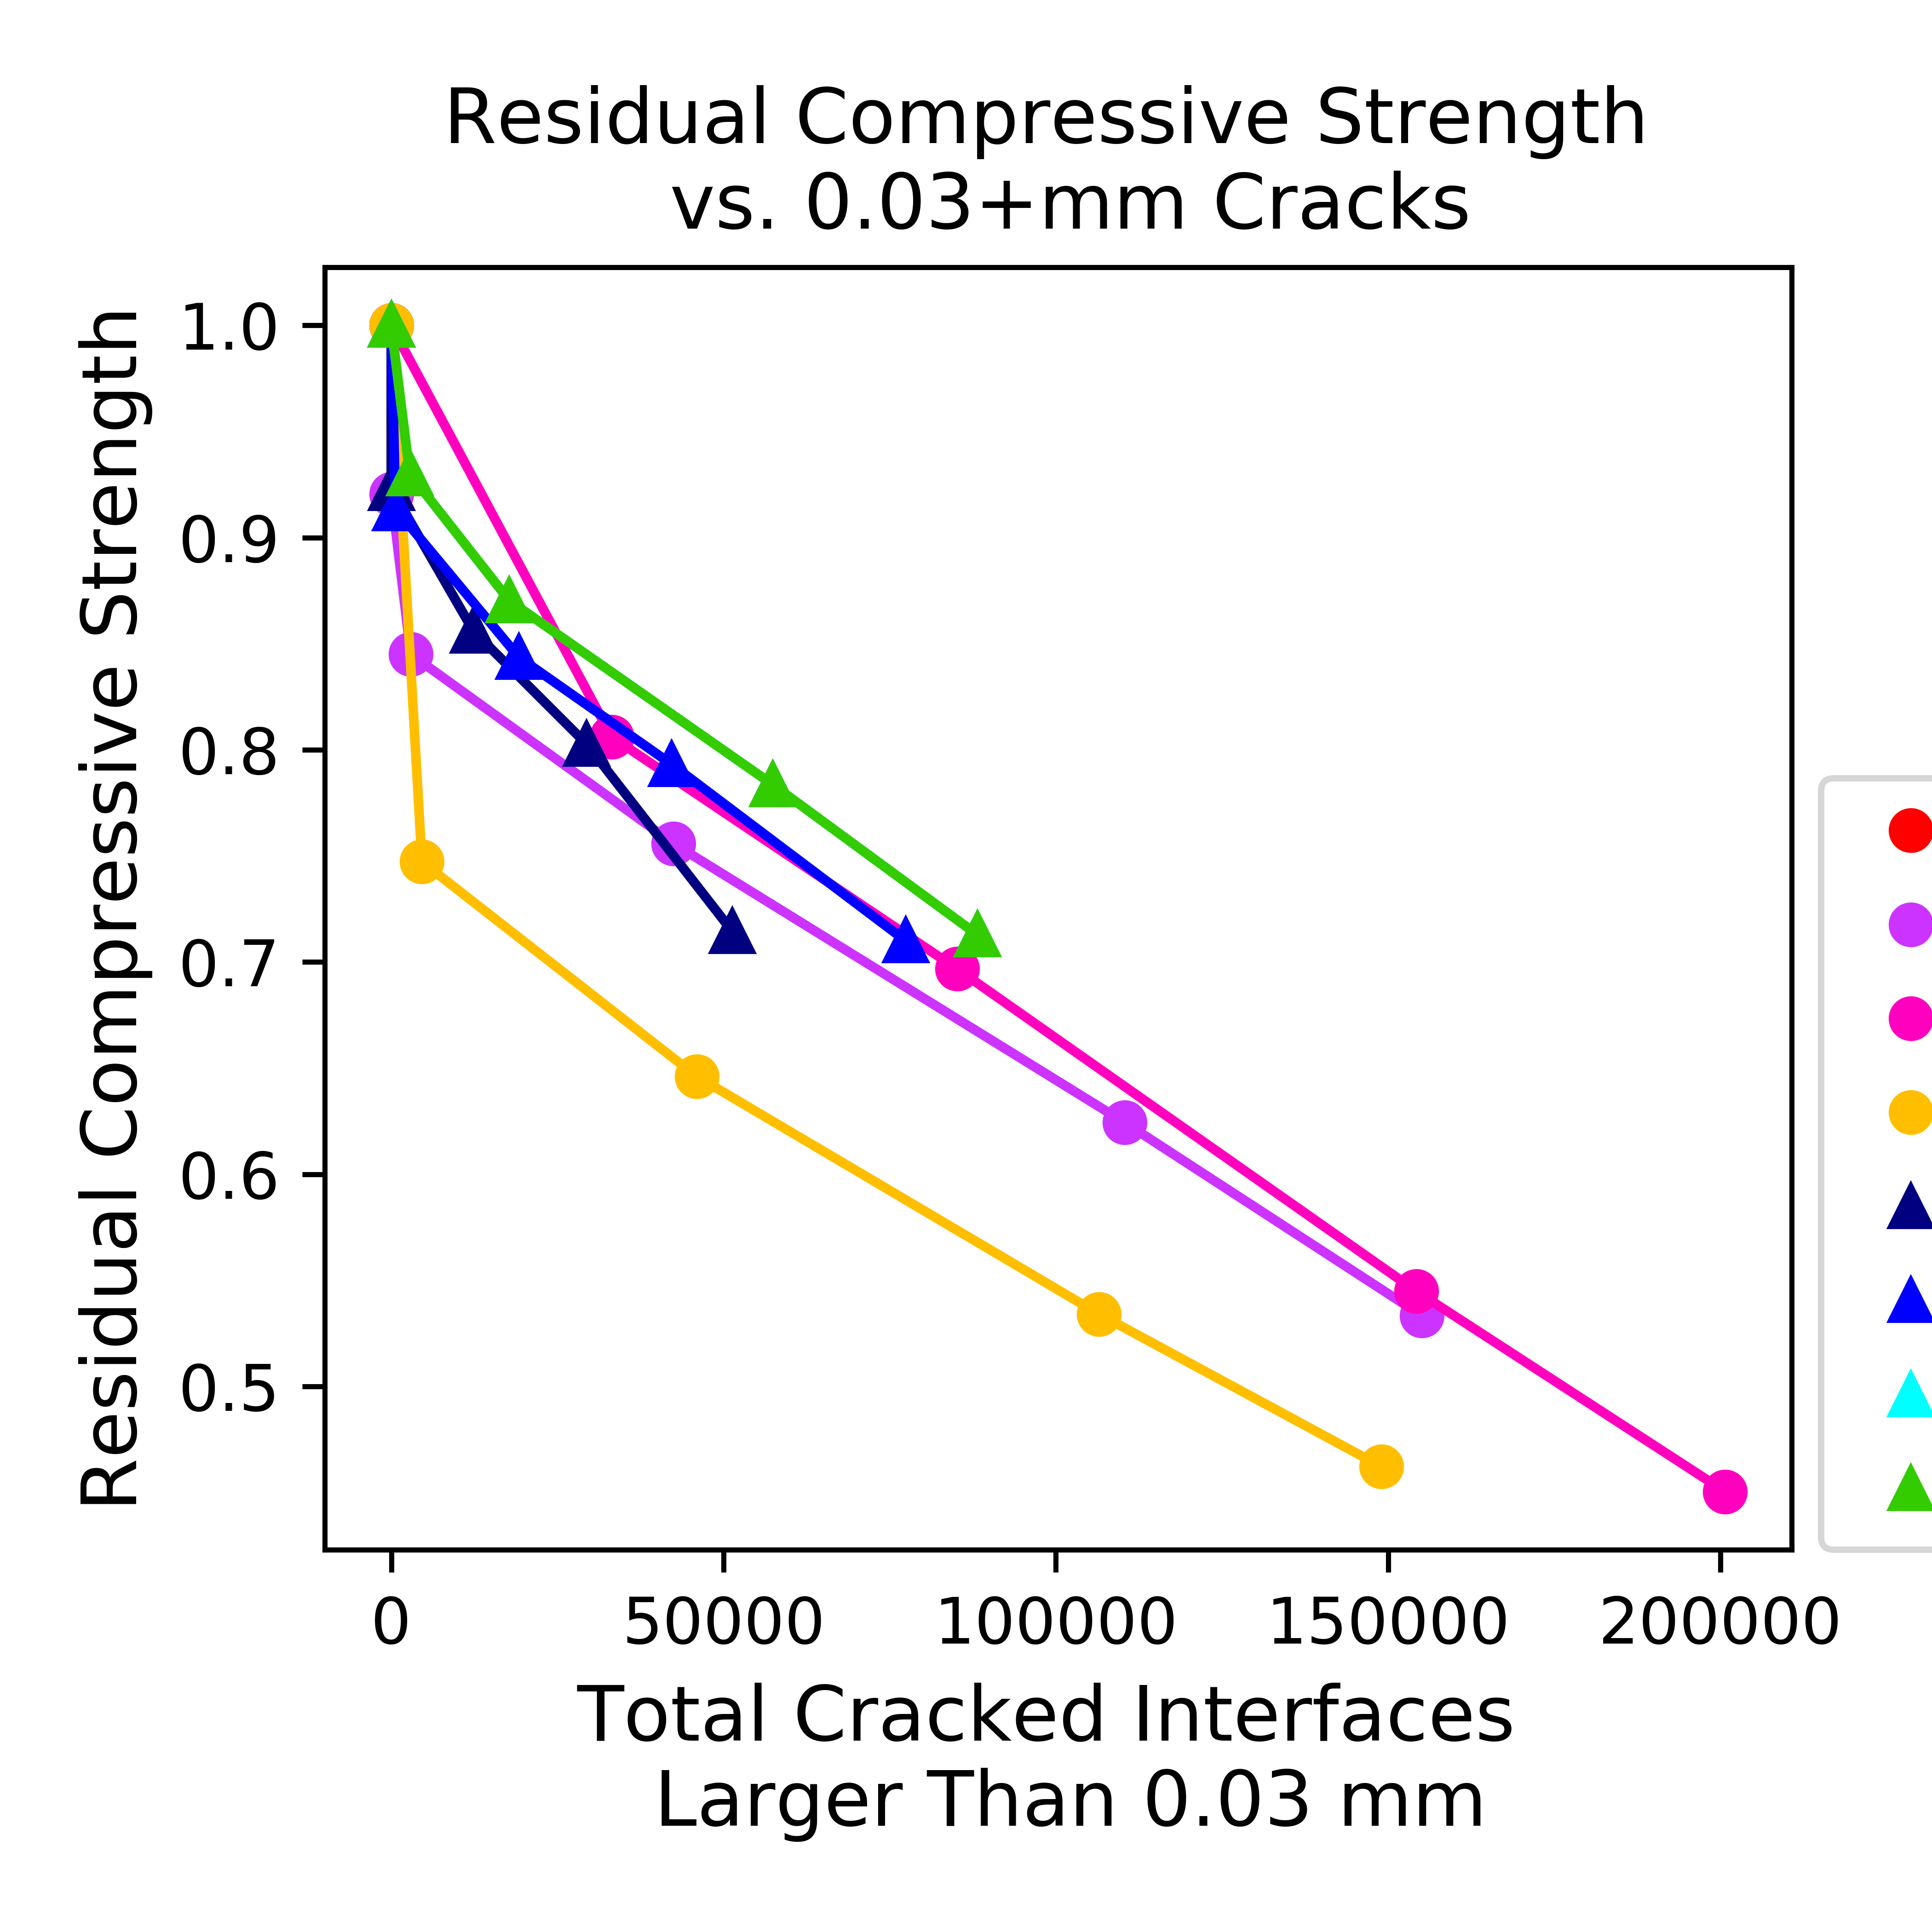 Residual Compressive Strength
vs. 0.03+mm Cracks
Residual Compressive Strength
1.0
0.9
0.8
0.7
0.6
0.5
0
50000
100000
150000
200000
Total Cracked Interfaces
Larger Than 0.03 mm